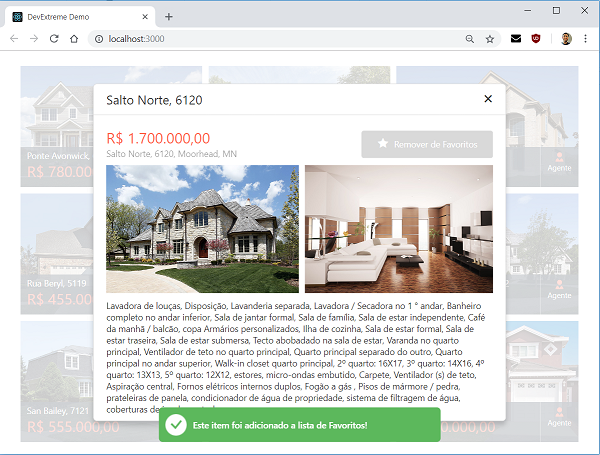 DevExtreme Demo
localhost:3000
Salto Norte, 6120
R$ 1.700.000,00
Salto Norte, 6120, Moorhead, MN
Remover de Favoritos
Lavadora de louças, Disposição, Lavanderia separada, Lavadora / Secadora no 1 ° andar, Banheiro
completo no andar inferior, Sala de jantar formal, Sala de família, Sala de estar independente, Café
da manhã / balcão, copa Armários personalizados, Ilha de cozinha, Sala de estar formal, Sala de
estar traseira, Sala de estar submersa, Tecto abobadado na sala de estar, Varanda no quarto
principal, Ventilador de teto no quarto principal, Quarto principal separado do outro, Quarto
principal no andar superior, Walk-in closet quarto principal, 2º quarto: 16X17, 3º quarto: 14X16, 4º
quarto: 13X13, 5º quarto: 12X12, estores, micro-ondas embutido, Carpete, Ventilador (s) de teto,
Aspiração central, Fornos elétricos internos duplos, Fogão a gás , Pisos de mármore / pedra,
prateleiras de panela, condicionador de água de propriedade, sistema de filtragem de água,
coberturas de
Este item foi adicionado a lista de Favoritos!
Ponte Avonwick,
R$ 780.000
Agente
Rua Beryl, 5119
R$ 455.000
Agente
San Bailey, 7121
R$ 555.000
000,00
Agente